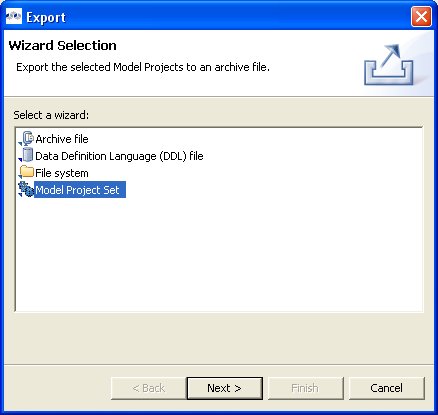 Export
Wizard Selection
Export the selected Model Projects to an archive file.
Select a wizard:
Archive file
Data Definition Language (DDL) file
File system
Model Project Set
< Back Next > Finish Cancel